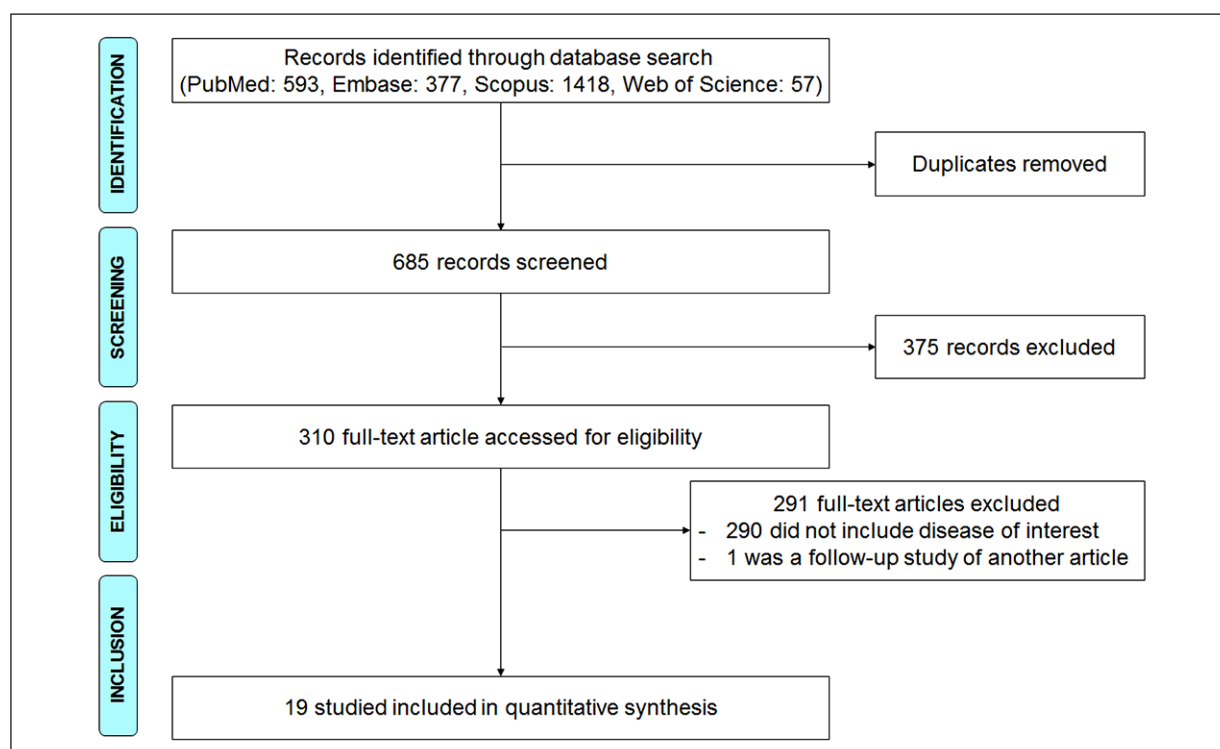 IDENTIFICATION
Records identified through database search
(PubMed: 593, Embase: 377, Scopus: 1418, Web of Science: 57)
Duplicates removed
SCREENING
685 records screened
375 records excluded
ELIGIBILITY
310 full-text article accessed for eligibility
291 full-text articles excluded
- 290 did not include disease of interest
- 1 was a follow-up study of another article
INCLUSION
19 studied included in quantitative synthesis